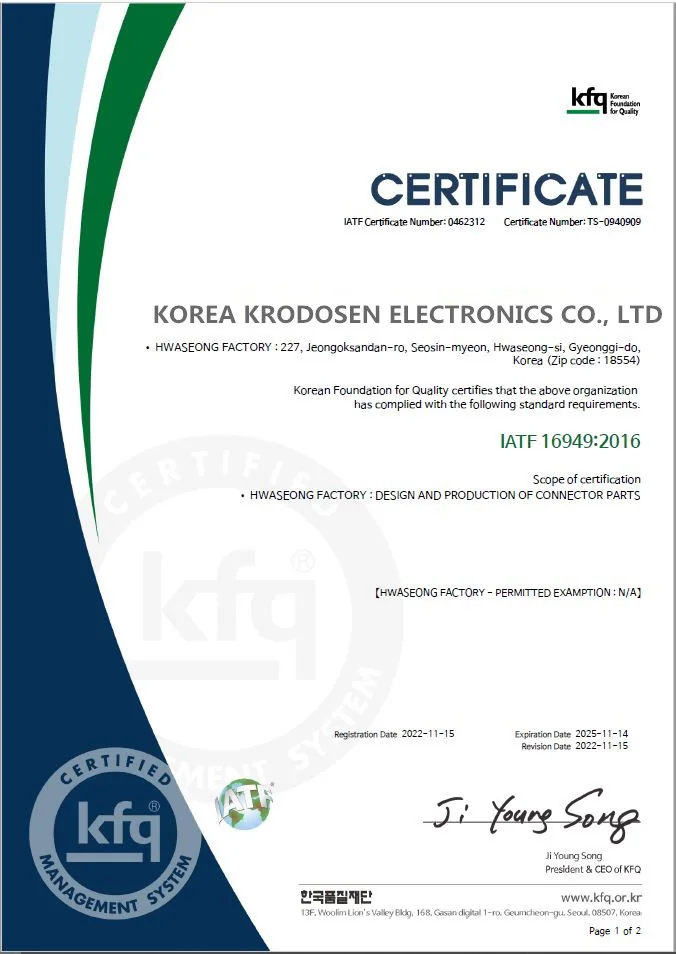 kfq Korean
Foundation
for Quality
CERTIFICATE
IATF Certificate Number: 0462312 Certificate Number: TS-0940909
KOREA KRODOSEN ELECTRONICS CO., LTD
• HWASEONG FACTORY : 227, Jeongoksandan-ro, Seosin-myeon, Hwaseong-si, Gyeonggi-do,
Korea (Zip code : 18554)
Korean Foundation for Quality certifies that the above organization
has complied with the following standard requirements.
IATF 16949:2016
Scope of certification
• HWASEONG FACTORY : DESIGN AND PRODUCTION OF CONNECTOR PARTS
CERTIFIED
kfq®
MANAGEMENT SYSTEM
【HWASEONG FACTORY - PERMITTED EXAMPTION : N/A】
Registration Date 2022-11-15 Expiration Date 2025-11-14
Revision Date 2022-11-15
CERTIFIED
kfq®
MANAGEMENT SYSTEM
IATF
Ji Young Song
Ji Young Song
President & CEO of KFQ
한국품질재단 www.kfq.or.kr
13F, Woolim Lion's Valley Bldg, 168, Gasan digital 1-ro, Geumcheon-gu, Seoul, 08507, Korea
Page 1 of 2